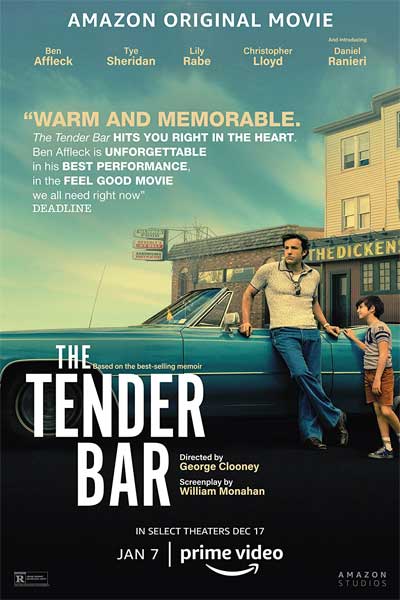 AMAZON ORIGINAL MOVIE
Ben
Affleck
Tye
Sheridan
Lily
Rabe
Christopher
Lloyd
And introducing
Daniel
Ranieri
“WARM AND MEMORABLE.
The Tender Bar HITS YOU RIGHT IN THE HEART.
Ben Affleck is UNFORGETTABLE
in his BEST PERFORMANCE,
in the FEEL GOOD MOVIE
we all need right now”
DEADLINE
THE DICKENS
THE
Based on the best-selling memoir
TENDER
BAR
Directed by
George Clooney
Screenplay by
William Monahan
IN SELECT THEATERS DEC 17
JAN 7 | prime video
R
AMAZON
STUDIOS